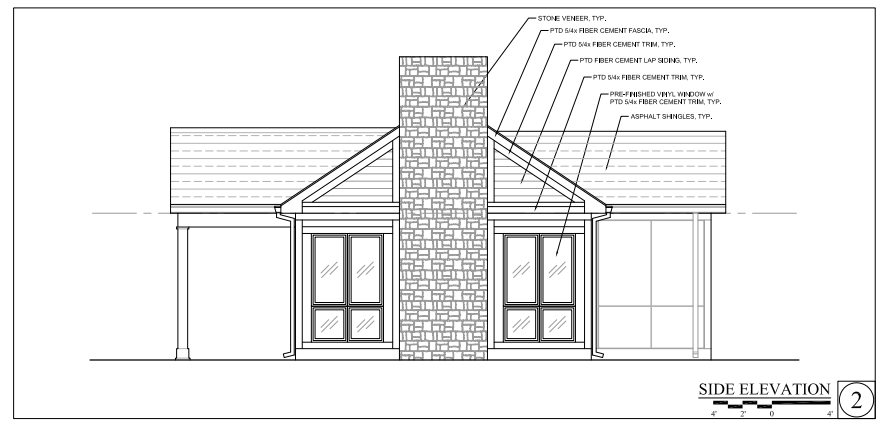 STONE VENEER, TYP.
PTD 5/4x FIBER CEMENT FASCIA, TYP.
PTD 5/4x FIBER CEMENT TRIM, TYP.
PTD FIBER CEMENT LAP SIDING, TYP.
PTD 5/4x FIBER CEMENT TRIM, TYP.
PRE-FINISHED VINYL WINDOW w/
PTD 5/4x FIBER CEMENT TRIM, TYP.
ASPHALT SHINGLES, TYP.
SIDE ELEVATION
2
4' 2' 0 4'